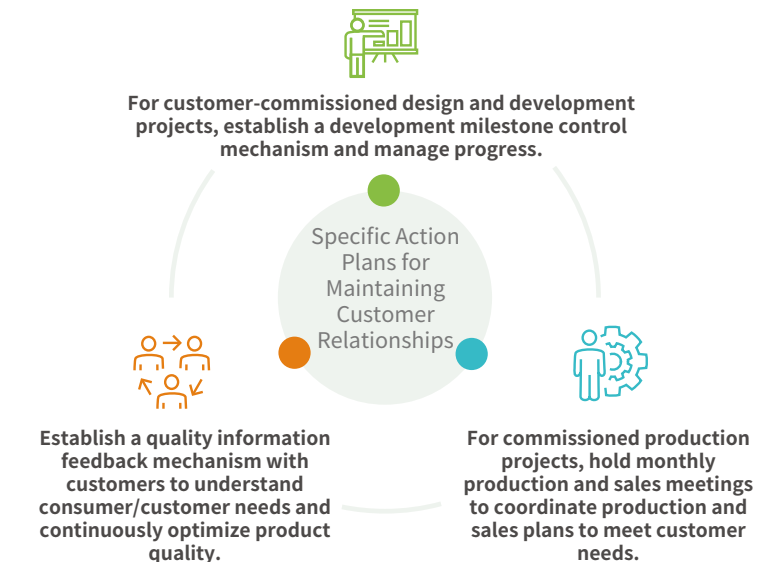 For customer-commissioned design and development
projects, establish a development milestone control
mechanism and manage progress.
Specific Action
Plans for
Maintaining
Customer
Relationships
Establish a quality information
feedback mechanism with
customers to understand
consumer/customer needs and
continuously optimize product
quality.
For commissioned production
projects, hold monthly
production and sales meetings
to coordinate production and
sales plans to meet customer
needs.